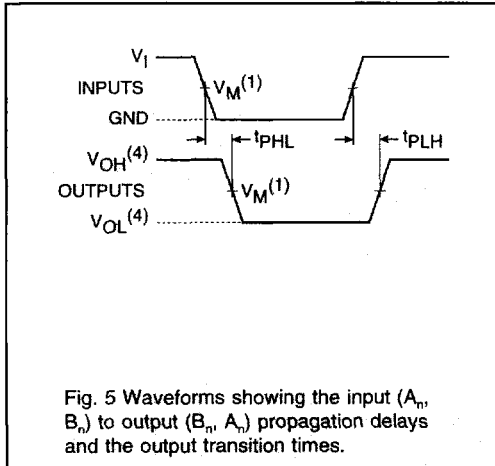 V_I
INPUTS V_M(1)
GND
t_PHL t_PLH
V_OH(4)
OUTPUTS V_M(1)
V_OL(4)
Fig. 5 Waveforms showing the input (A_n,
B_n) to output (B_n, A_n) propagation delays
and the output transition times.